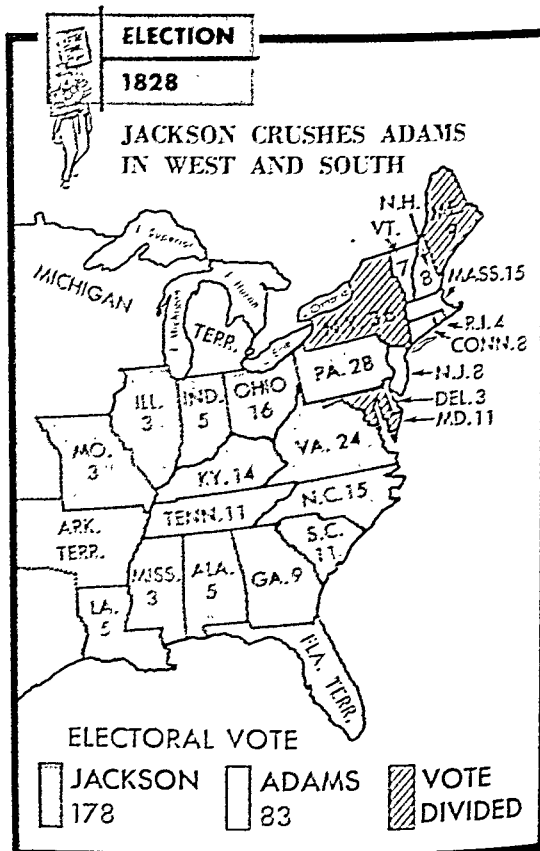 ELECTION
1828
JACKSON CRUSHES ADAMS
IN WEST AND SOUTH
N.H.
VT.
7
8
MASS.15
R.I.4
CONN.8
N.J.8
DEL.3
MD.11
L. Superior
MICHIGAN
L. Huron
TERR.
PA.28
ILL.
3
IND.
5
OHIO
16
MO.
3
VA.24
KY.14
N.C.15
TENN.11
ARK.
TERR.
S.C.
11
MISS.
3
ALA.
5
GA.9
LA.
5
FLA. TERR.
ELECTORAL VOTE
JACKSON
178
ADAMS
83
VOTE
DIVIDED